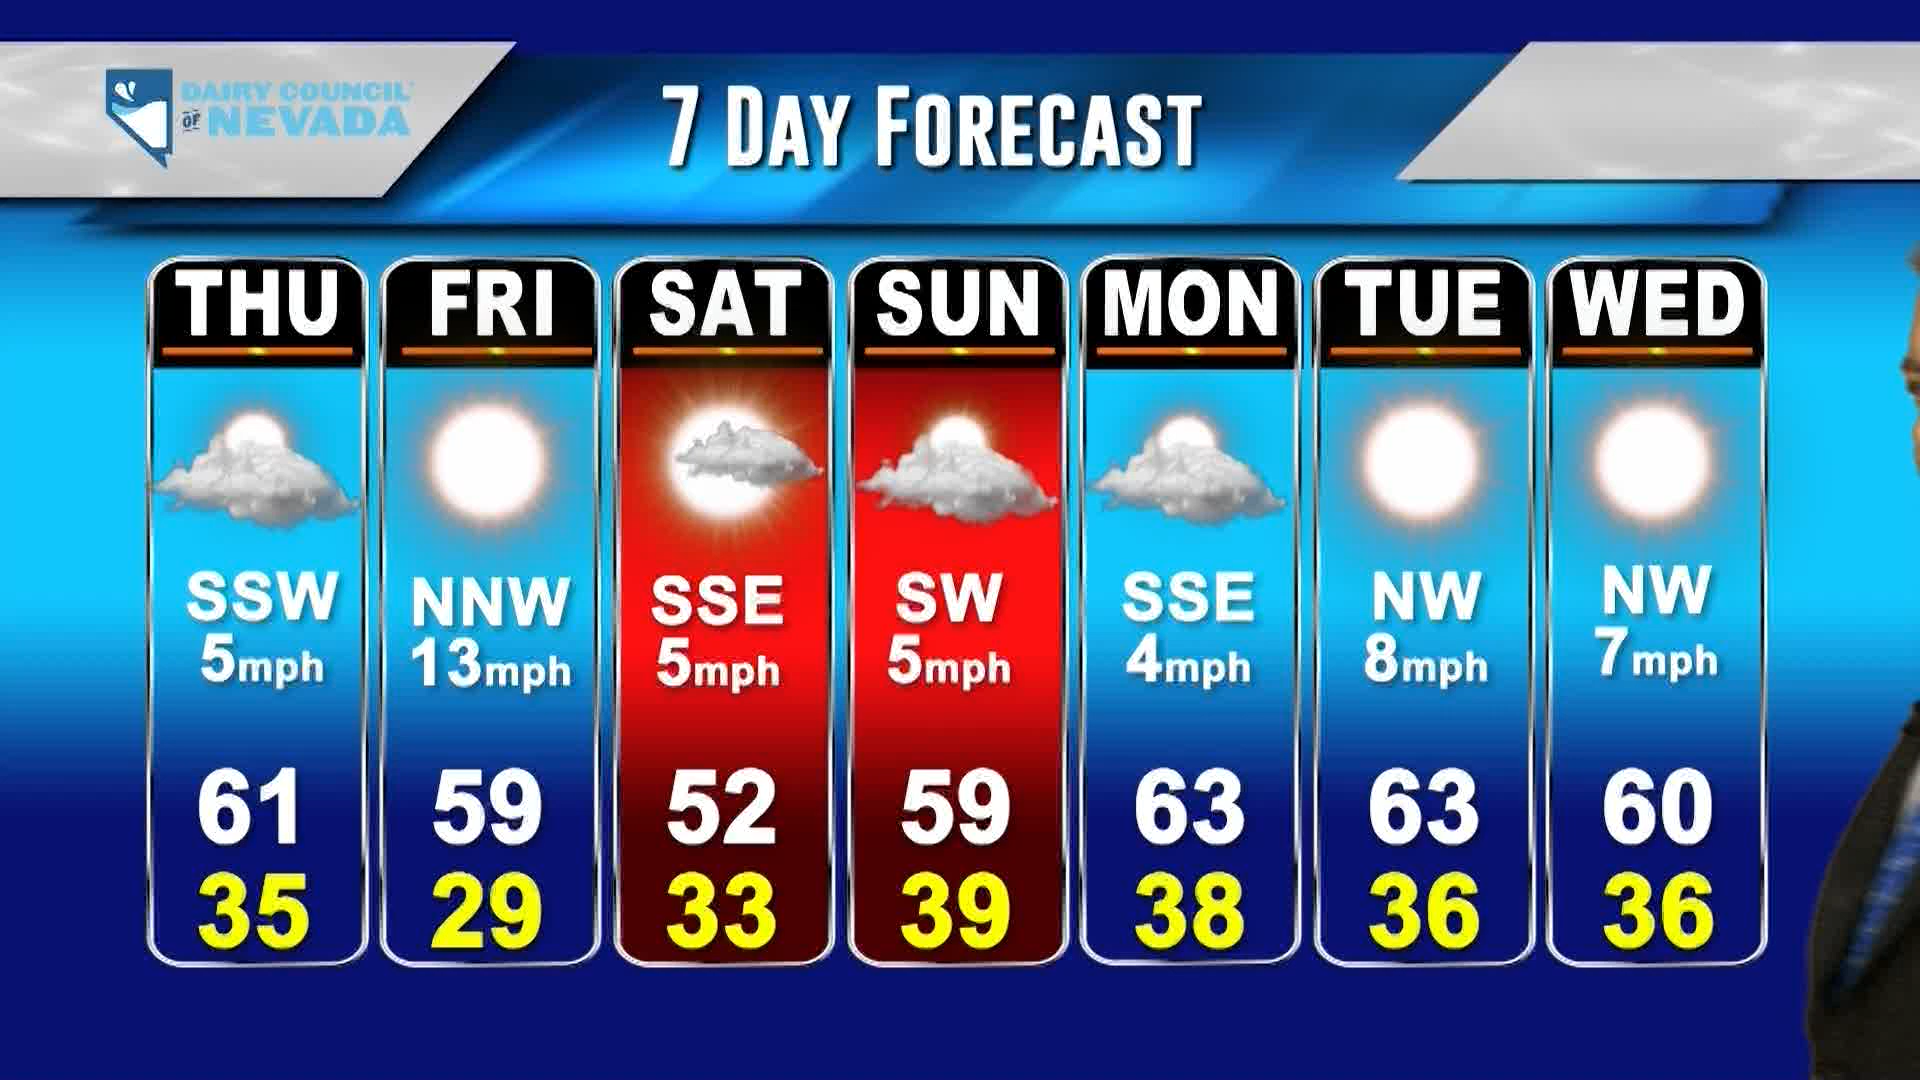 DAIRY COUNCIL
OF NEVADA
7 DAY FORECAST
THU FRI SAT SUN MON TUE WED
SSW NNW SSE SW SSE NW NW
5mph 13mph 5mph 5mph 4mph 8mph 7mph
61 59 52 59 63 63 60
35 29 33 39 38 36 36